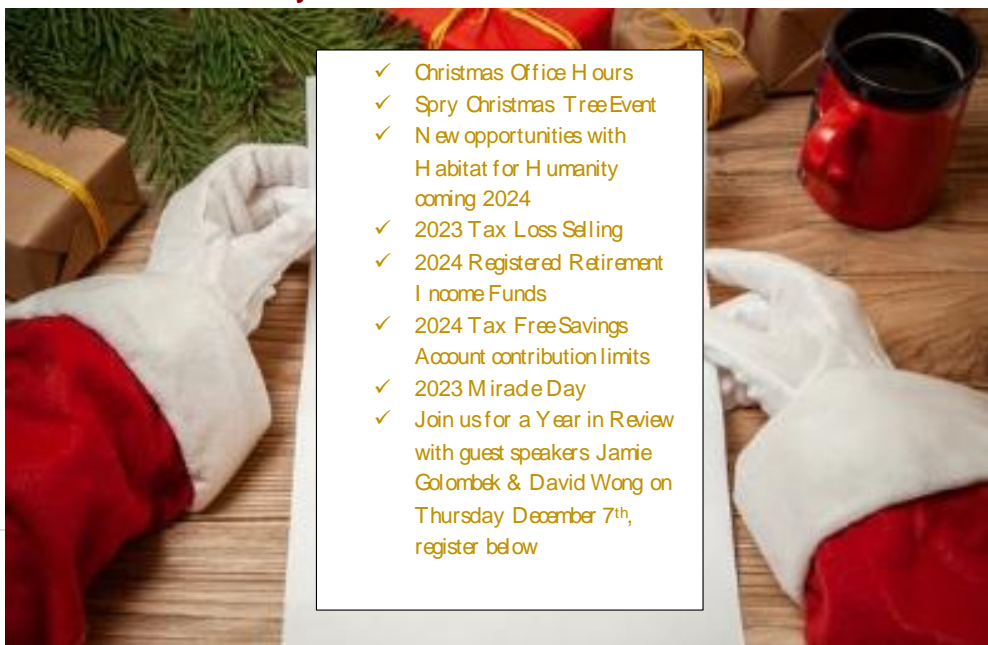 ✓ Christmas Office Hours
✓ Spry Christmas Tree Event
✓ New opportunities with
Habitat for Humanity
coming 2024
✓ 2023 Tax Loss Selling
✓ 2024 Registered Retirement
Income Funds
✓ 2024 Tax Free Savings
Account contribution limits
✓ 2023 Miracle Day
✓ Join us for a Year in Review
with guest speakers Jamie
Golombek & David Wong on
Thursday December 7th,
register below